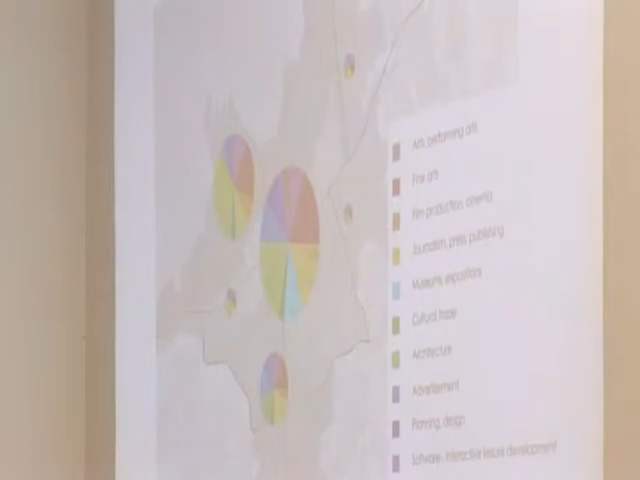 Arts, performing arts
Fine arts
Film production, cinema
Journalism, press, publishing
Museums, expositions
Cultural trade
Architecture
Advertisement
Planning, design
Software, interactive leisure development